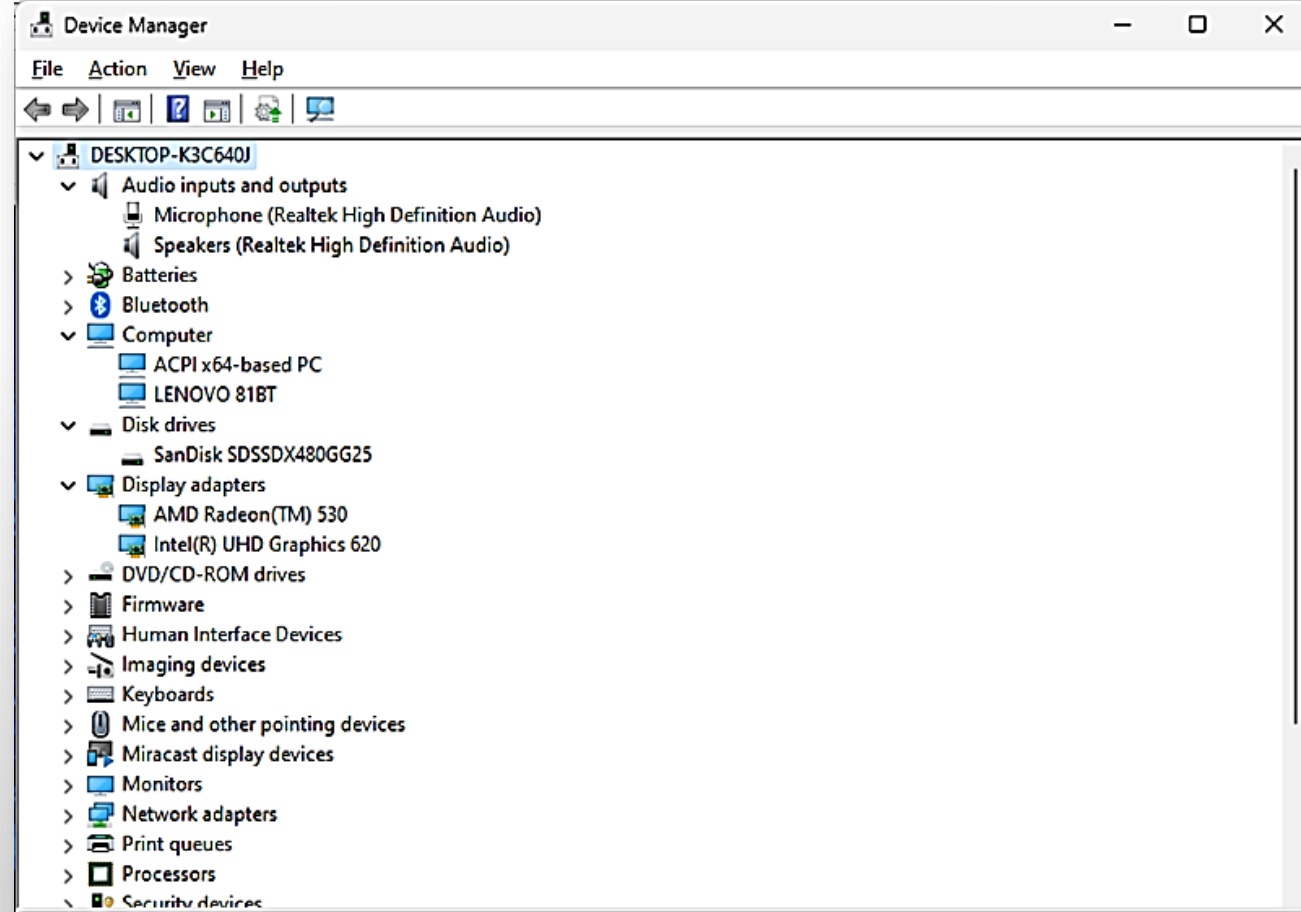 Device Manager
File Action View Help
DESKTOP-K3C640J
Audio inputs and outputs
Microphone (Realtek High Definition Audio)
Speakers (Realtek High Definition Audio)
Batteries
Bluetooth
Computer
ACPI x64-based PC
LENOVO 81BT
Disk drives
SanDisk SDSSDX480GG25
Display adapters
AMD Radeon(TM) 530
Intel(R) UHD Graphics 620
DVD/CD-ROM drives
Firmware
Human Interface Devices
Imaging devices
Keyboards
Mice and other pointing devices
Miracast display devices
Monitors
Network adapters
Print queues
Processors
Security devices